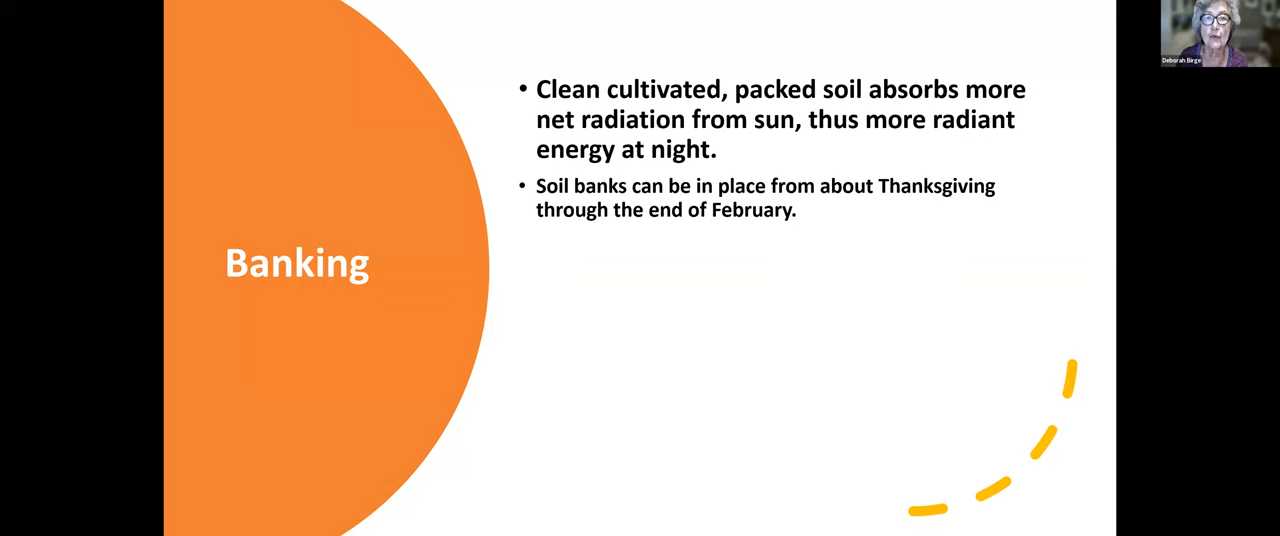 Banking
• Clean cultivated, packed soil absorbs more
net radiation from sun, thus more radiant
energy at night.
• Soil banks can be in place from about Thanksgiving
through the end of February.
Deborah Birge